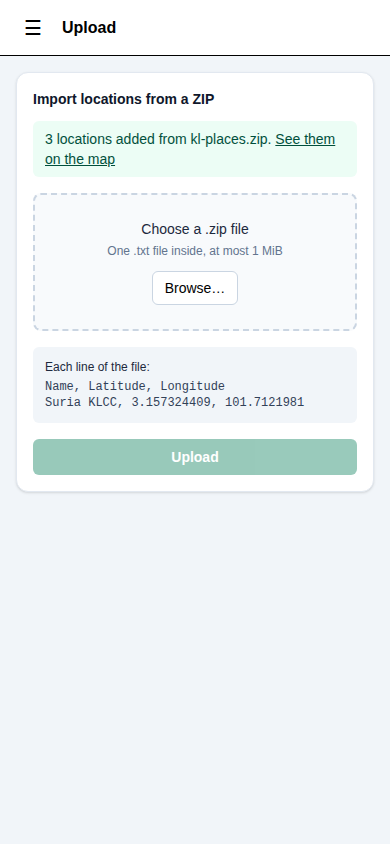 ☰ Upload
Import locations from a ZIP
3 locations added from kl-places.zip. See them
on the map
Choose a .zip file
One .txt file inside, at most 1 MiB
Browse…
Each line of the file:
Name, Latitude, Longitude
Suria KLCC, 3.157324409, 101.7121981
Upload